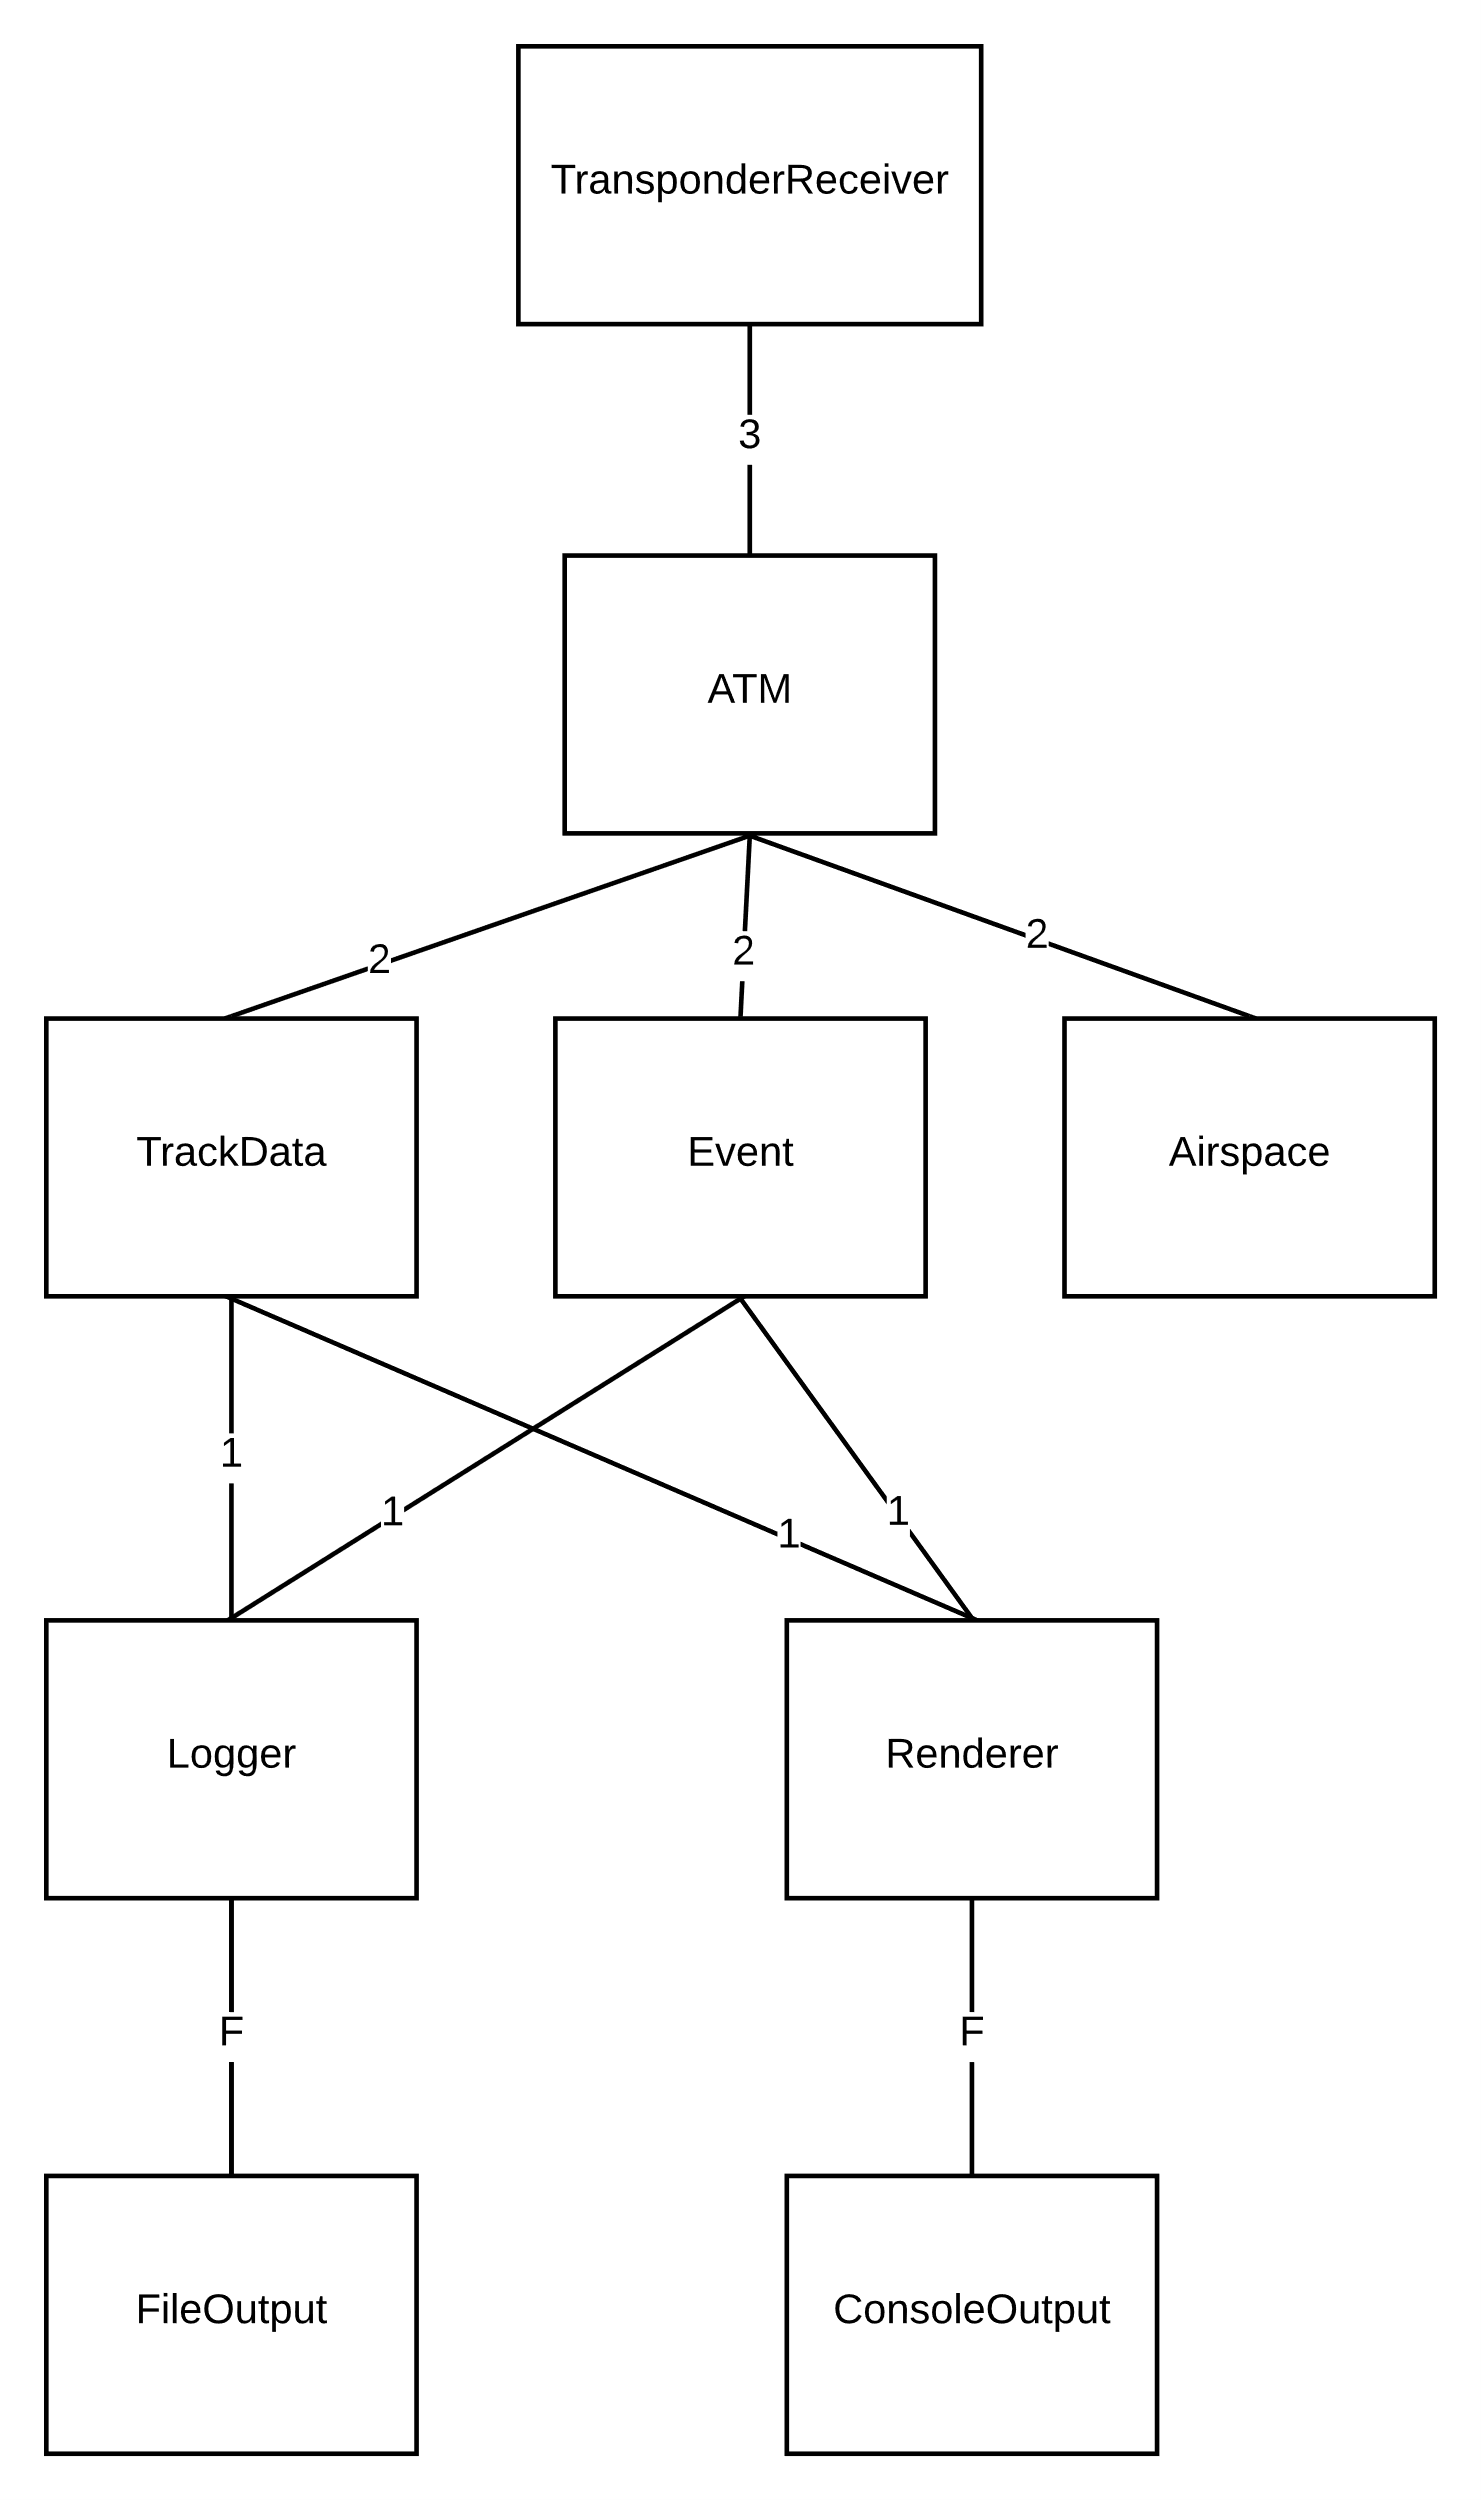 TransponderReceiver
3
ATM
2
2
2
TrackData
Event
Airspace
1
1
1
1
Logger
Renderer
F
F
FileOutput
ConsoleOutput